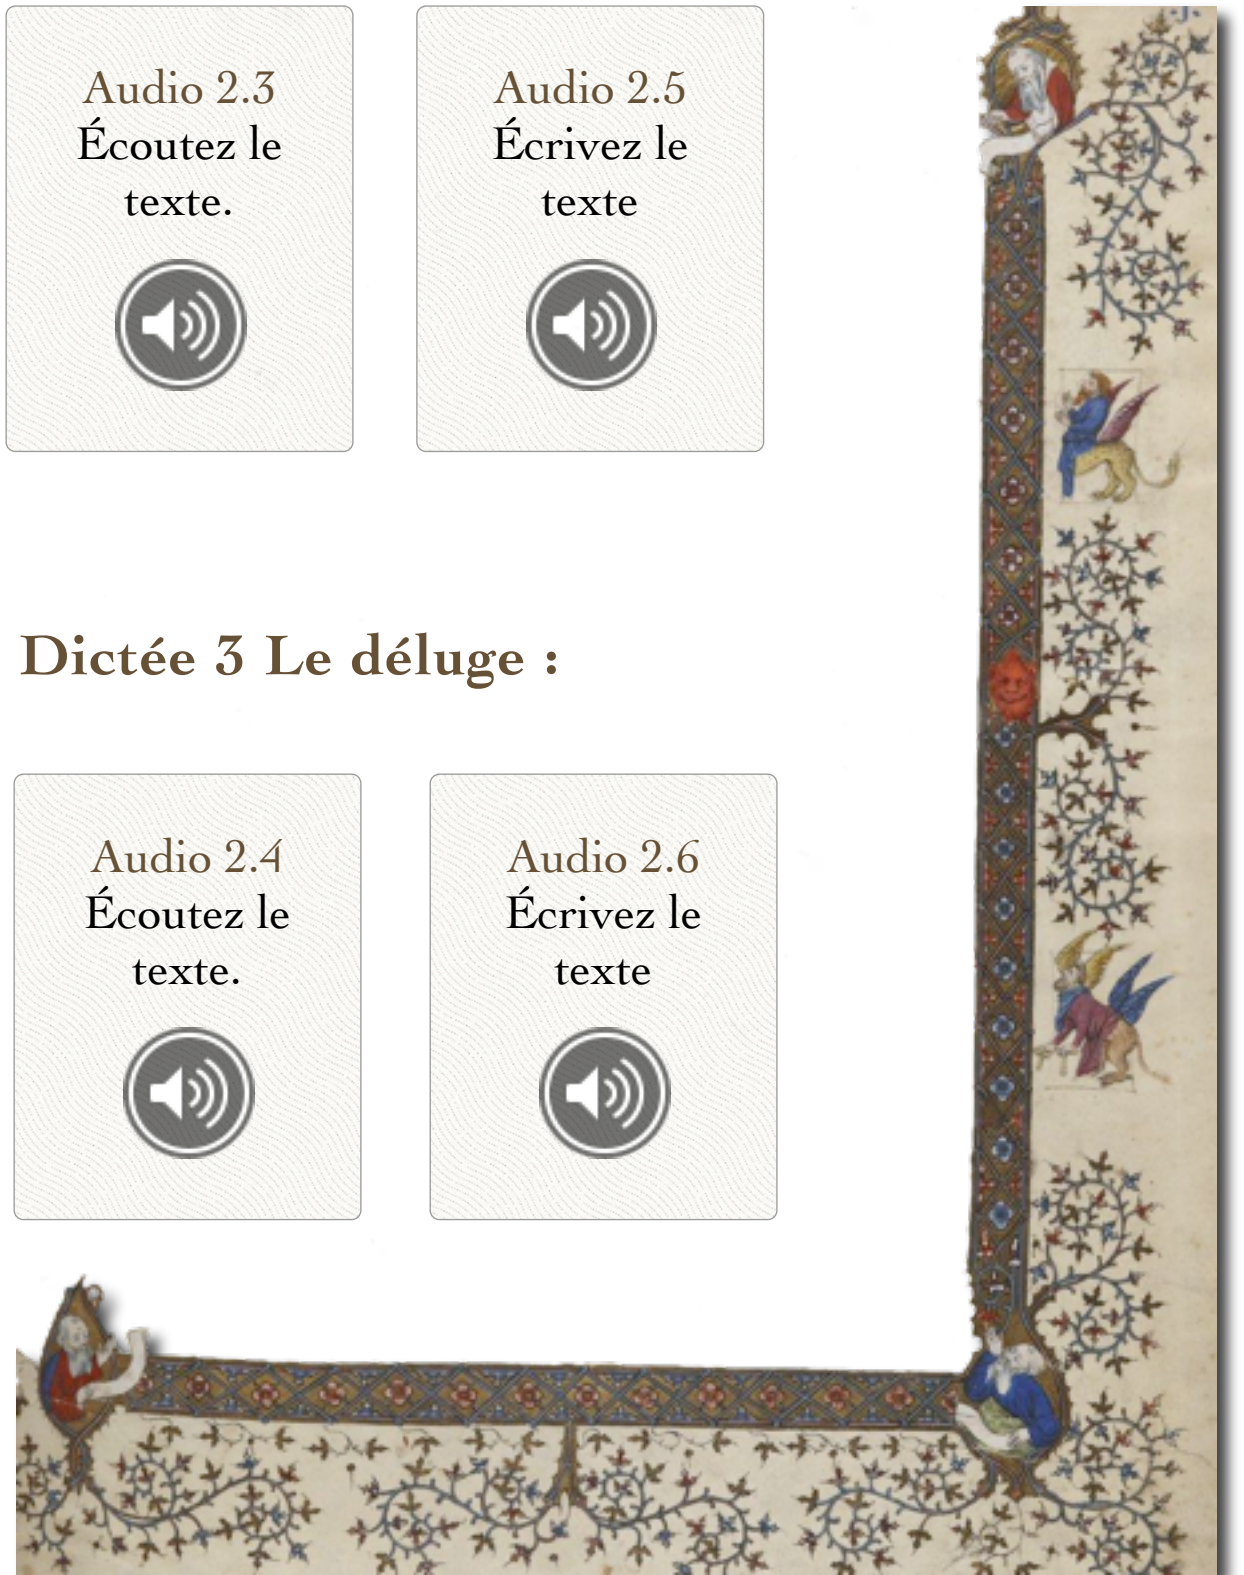 Audio 2.3
Écoutez le
texte.
Audio 2.5
Écrivez le
texte
Dictée 3 Le déluge :
Audio 2.4
Écoutez le
texte.
Audio 2.6
Écrivez le
texte